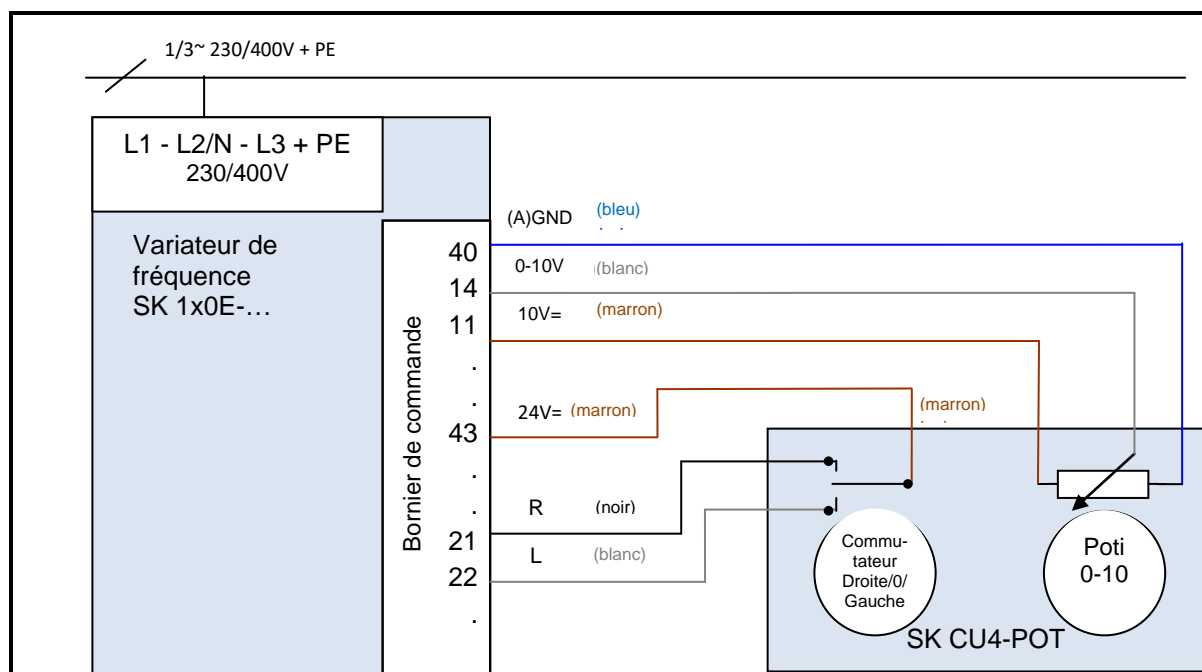 1/3~ 230/400V + PE
L1 - L2/N - L3 + PE
230/400V
Variateur de
fréquence
SK 1x0E-…
Bornier de commande
40
14
11
.
.
43
.
.
21
22
.
(A)GND (bleu)
0-10V (blanc)
10V= (marron)
24V= (marron)
(marron)
R (noir)
L (blanc)
Commu-
tateur
Droite/0/
Gauche
Poti
0-10
SK CU4-POT